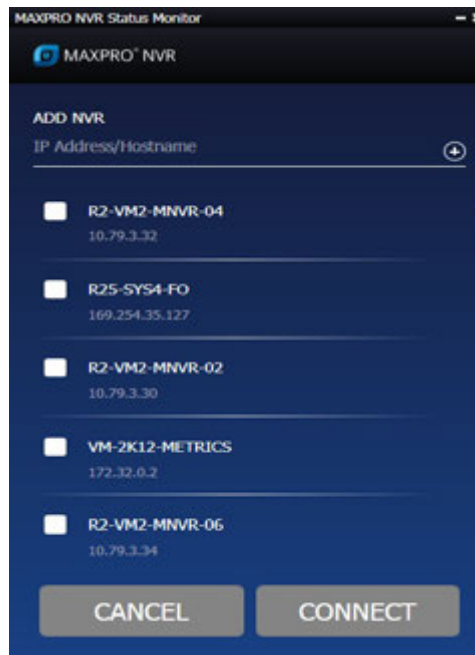 MAXPRO NVR Status Monitor
MAXPRO® NVR
ADD NVR
IP Address/Hostname
R2-VM2-MNVR-04
10.79.3.32
R25-SYS4-FO
169.254.35.127
R2-VM2-MNVR-02
10.79.3.30
VM-2K12-METRICS
172.32.0.2
R2-VM2-MNVR-06
10.79.3.34
CANCEL CONNECT